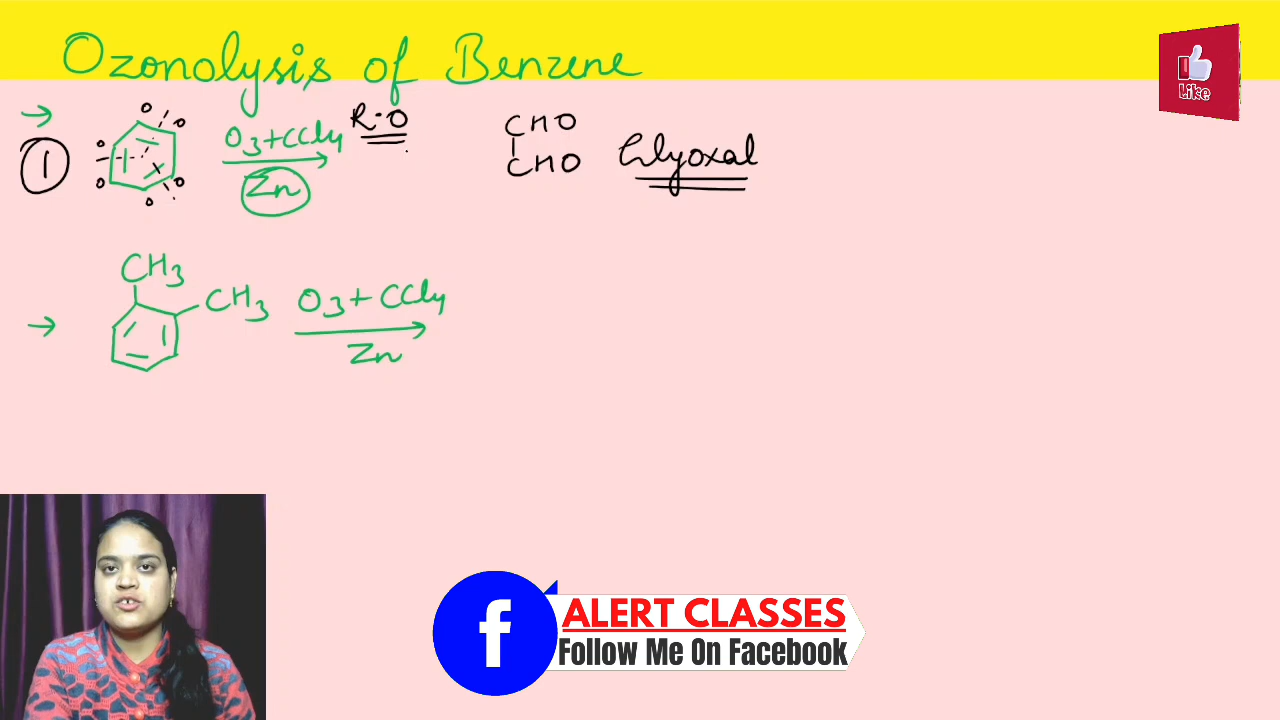 Ozonolysis of Benzene
Like
→ 1 O O O O O O O3+CCl4 Zn R-O
CHO
CHO
Glyoxal
CH3
CH3
→ O3+CCl4
Zn
f
ALERT CLASSES
Follow Me On Facebook